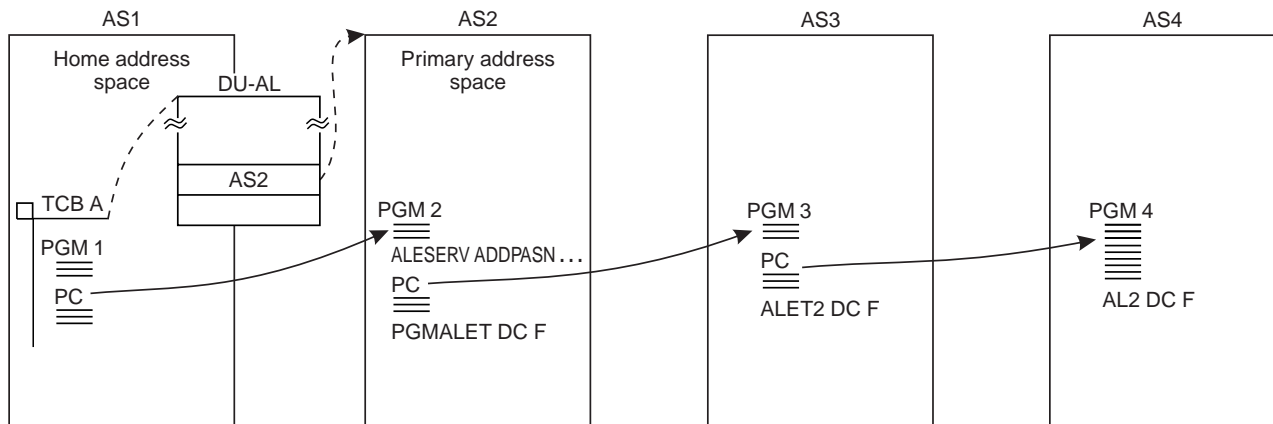 AS1
Home address
space
DU-AL
AS2
TCB A
PGM 1
PC
AS2
Primary address
space
PGM 2
ALESERV ADDPASN . . .
PC
PGMALET DC F
AS3
PGM 3
PC
ALET2 DC F
AS4
PGM 4
AL2 DC F